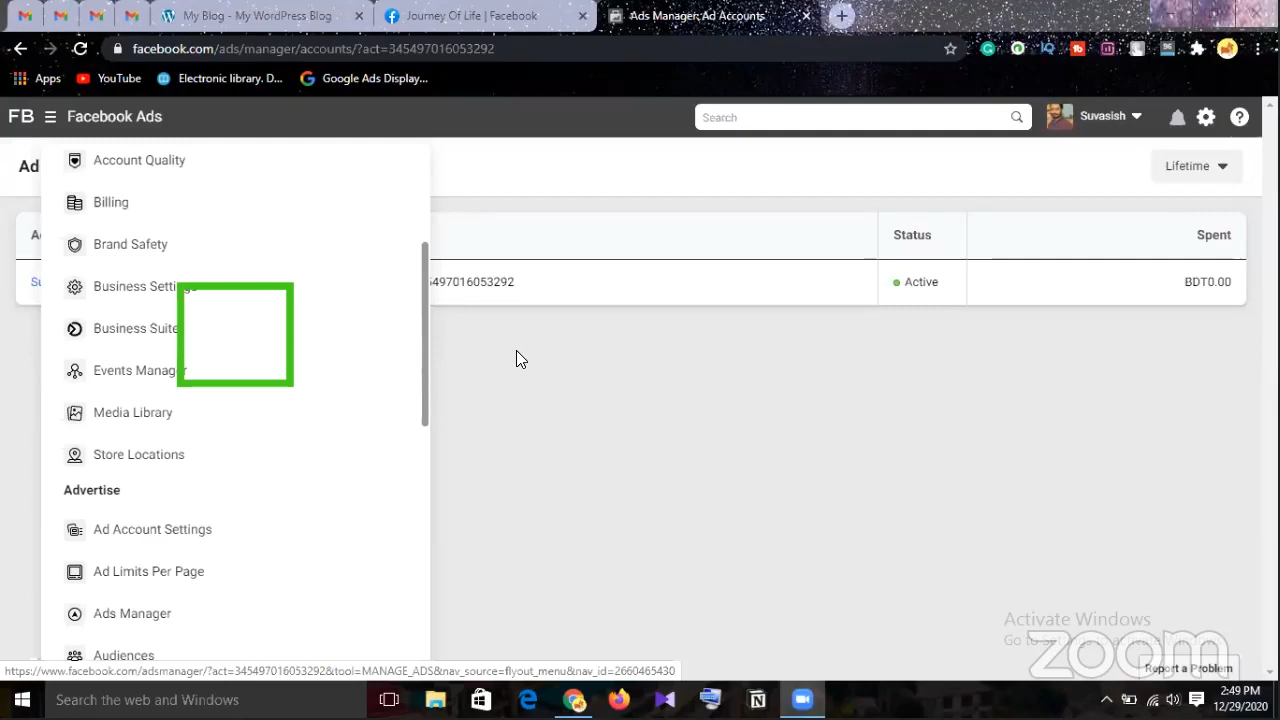 My Blog - My WordPress Blog
Journey Of Life | Facebook
Ads Manager: Ad Accounts
facebook.com/ads/manager/accounts/?act=345497016053292
Apps
YouTube
Electronic library. D...
Google Ads Display...
FB
Facebook Ads
Search
Suvasish
Ad
Lifetime
Account Quality
Billing
Brand Safety
Business Settings
Business Suite
Events Manager
Media Library
Store Locations
Advertise
Ad Account Settings
Ad Limits Per Page
Ads Manager
Audiences
Status
Spent
497016053292
Active
BDT0.00
Activate Windows
zoom
Report a Problem
https://www.facebook.com/adsmanager/?act=345497016053292&tool=MANAGE_ADS&nav_source=flyout_menu&nav_id=2660465430
Search the web and Windows
2:49 PM
12/29/2020